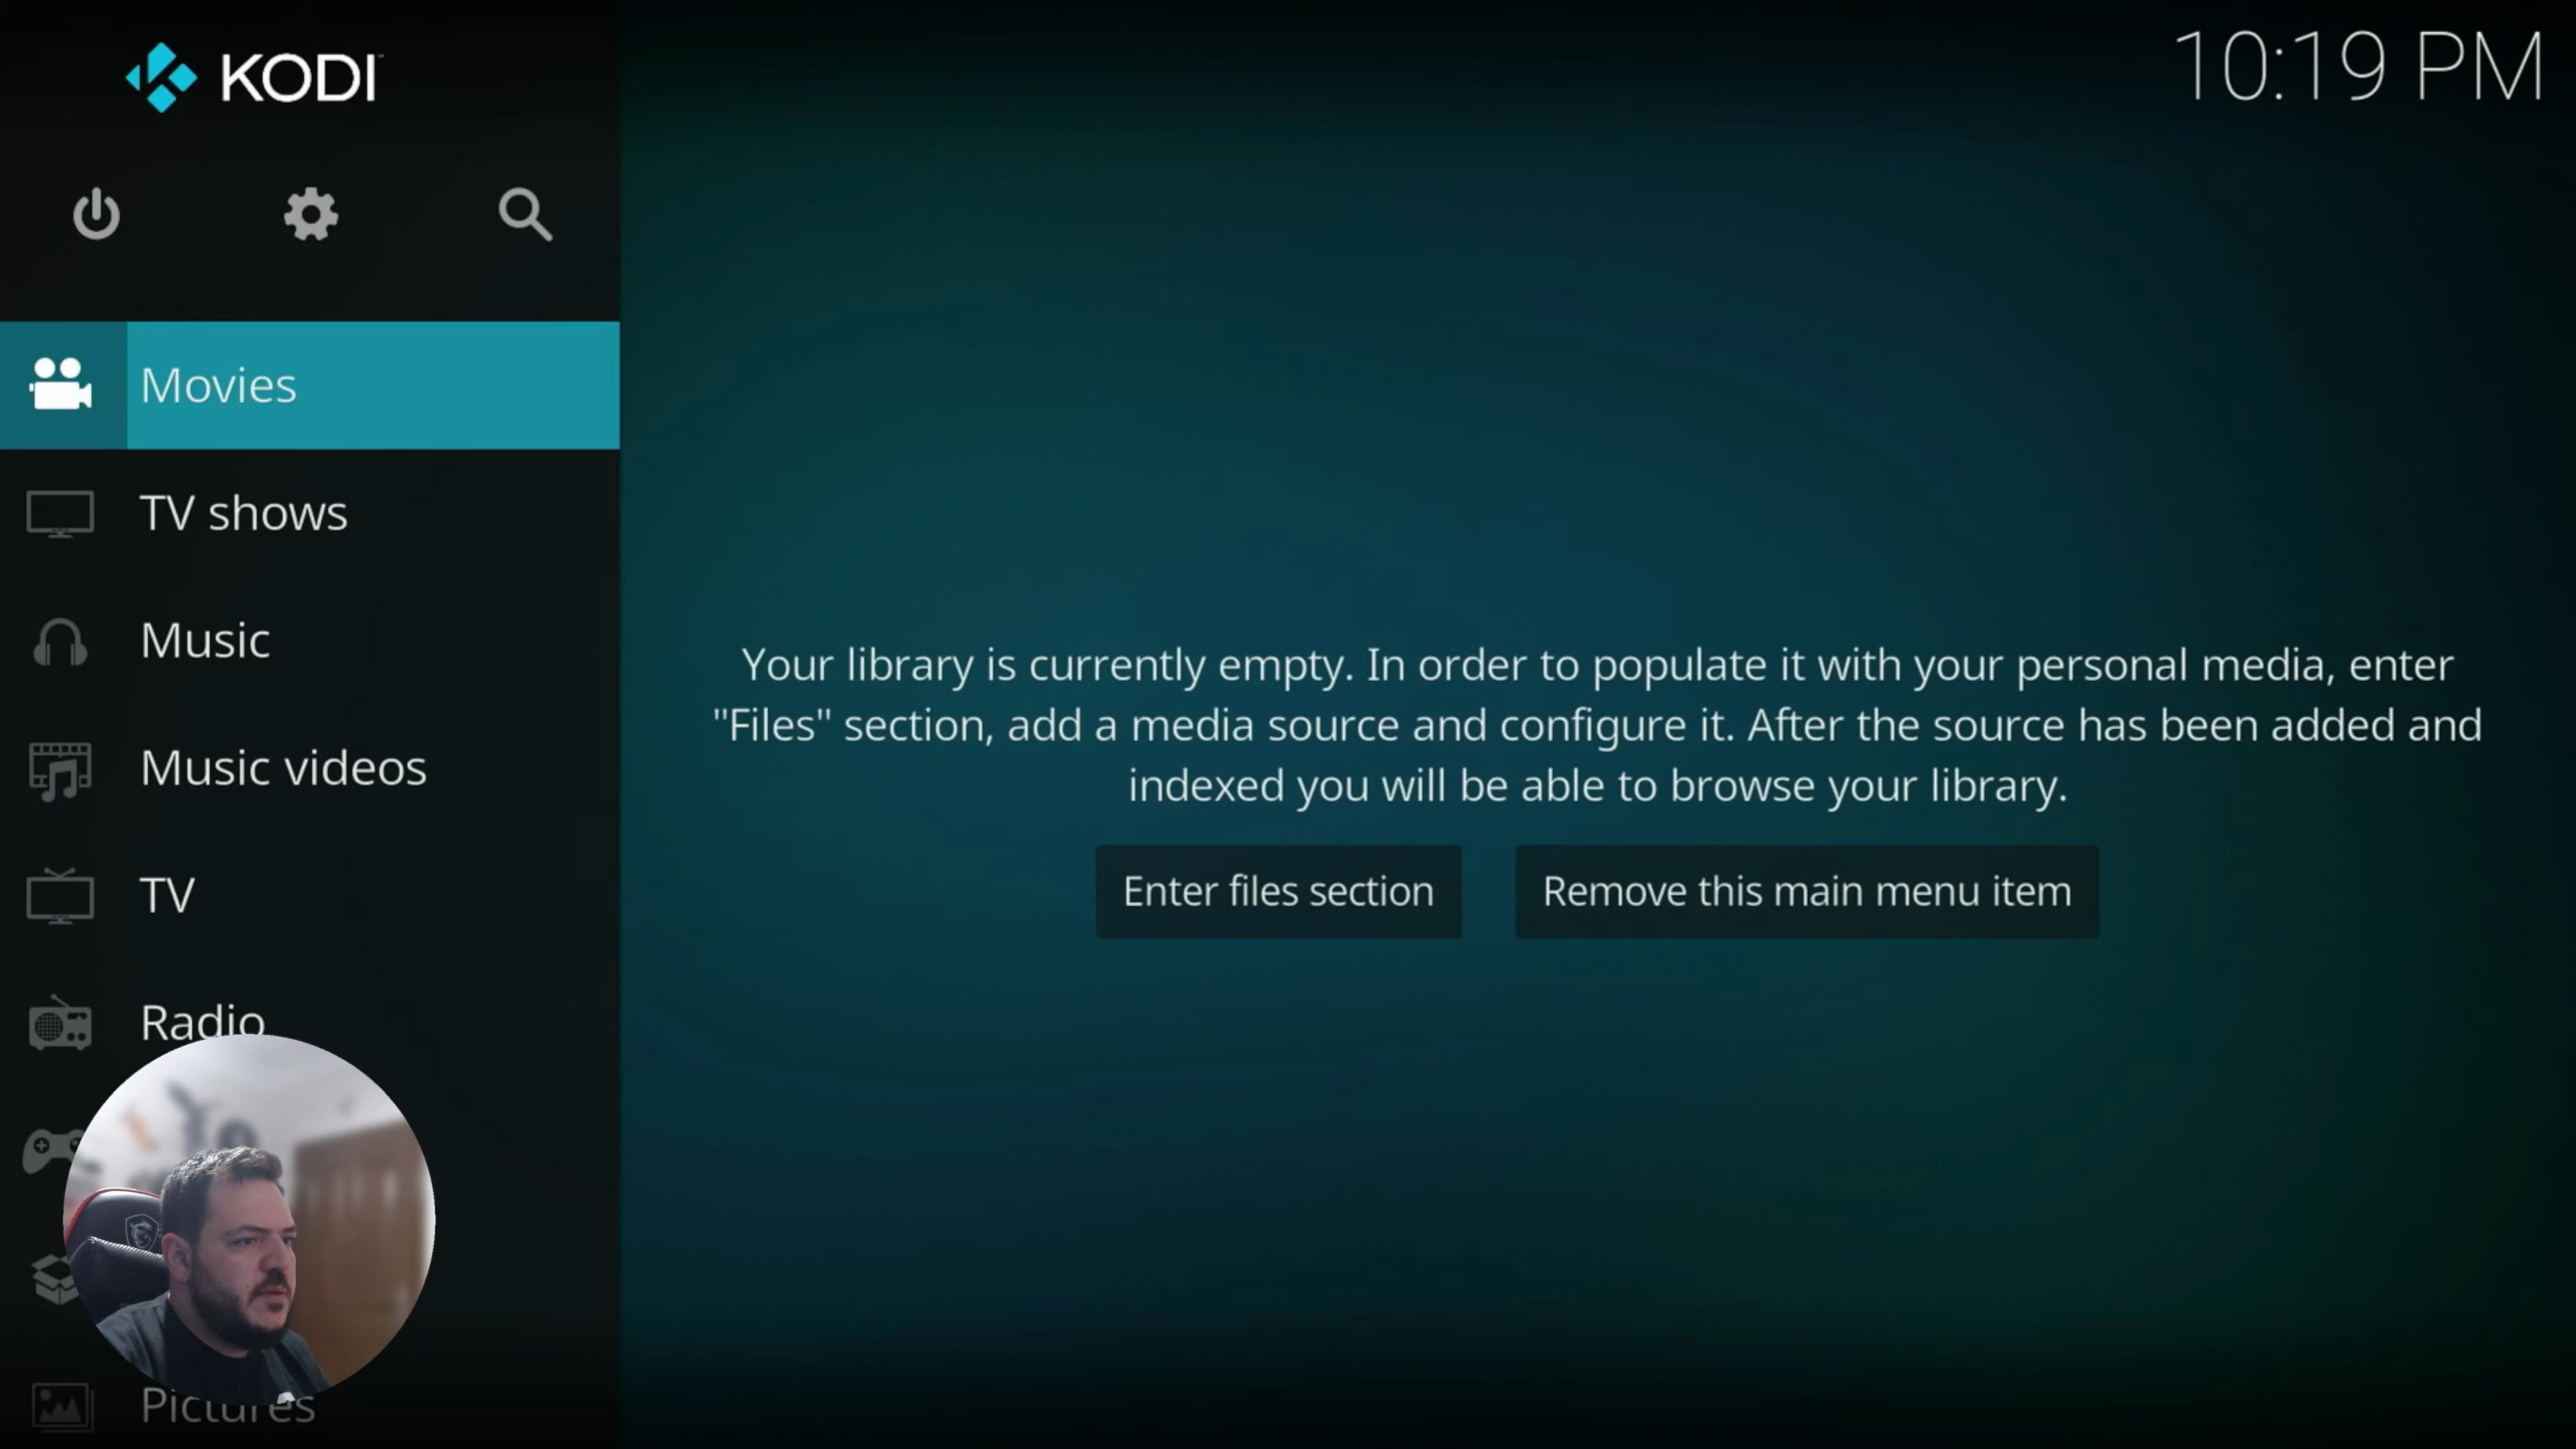 KODI
10:19 PM
Movies
TV shows
Music
Music videos
TV
Radio
Pictures
Your library is currently empty. In order to populate it with your personal media, enter
"Files" section, add a media source and configure it. After the source has been added and
indexed you will be able to browse your library.
Enter files section
Remove this main menu item